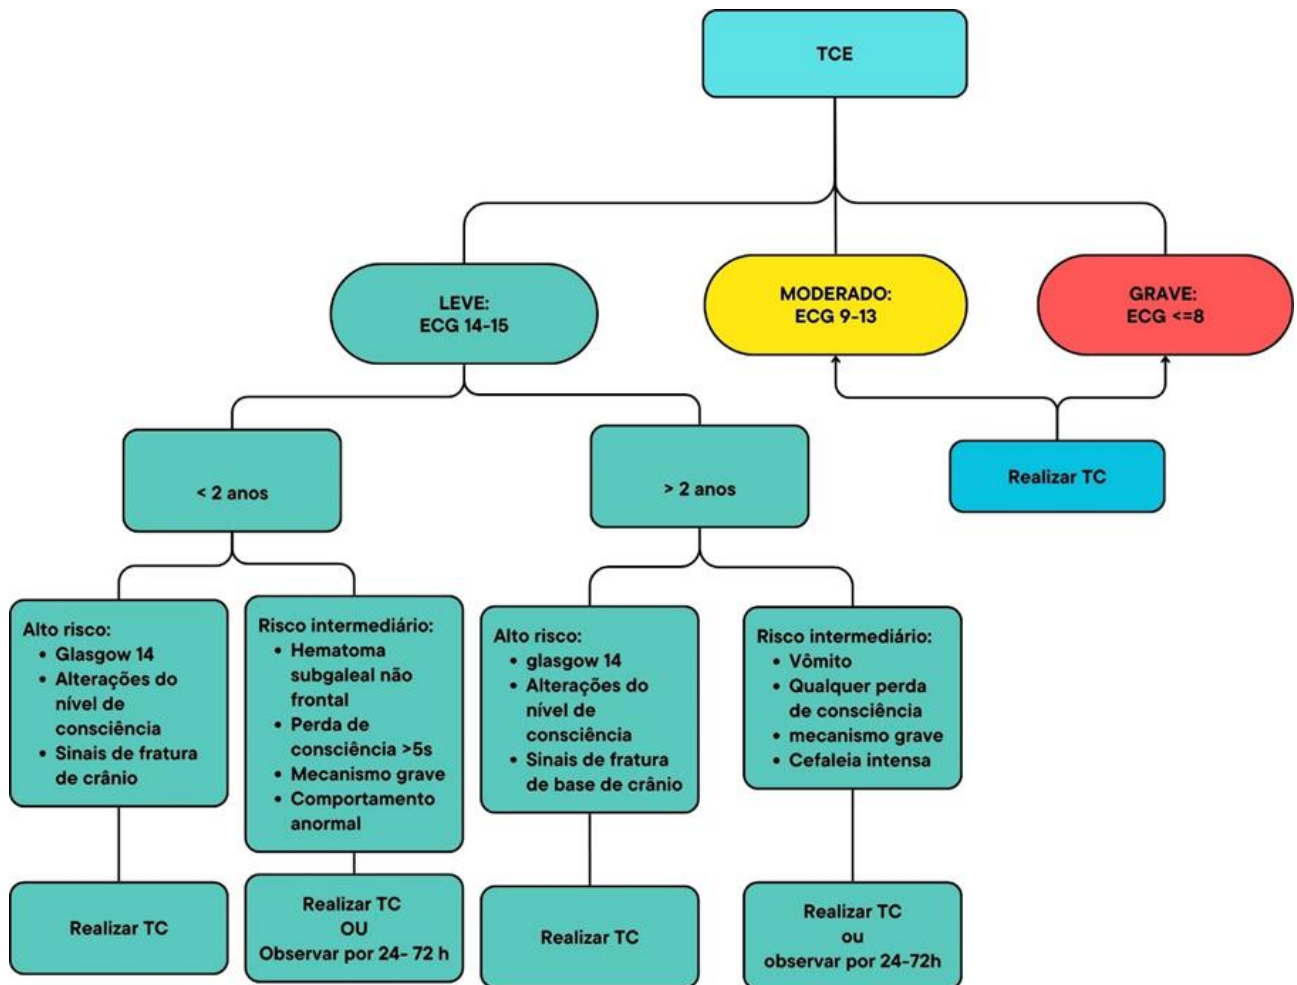 TCE
LEVE:
ECG 14-15
MODERADO:
ECG 9-13
GRAVE:
ECG <=8
Realizar TC
< 2 anos
> 2 anos
Alto risco:
• Glasgow 14
• Alterações do
nível de
consciência
• Sinais de fratura
de crânio
Risco intermediário:
• Hematoma
subgaleal não
frontal
• Perda de
consciência >5s
• Mecanismo grave
• Comportamento
anormal
Alto risco:
• glasgow 14
• Alterações do
nível de
consciência
• Sinais de fratura
de base de crânio
Risco intermediário:
• Vômito
• Qualquer perda
de consciência
• mecanismo grave
• Cefaleia intensa
Realizar TC
Realizar TC
OU
Observar por 24- 72 h
Realizar TC
Realizar TC
ou
observar por 24-72h